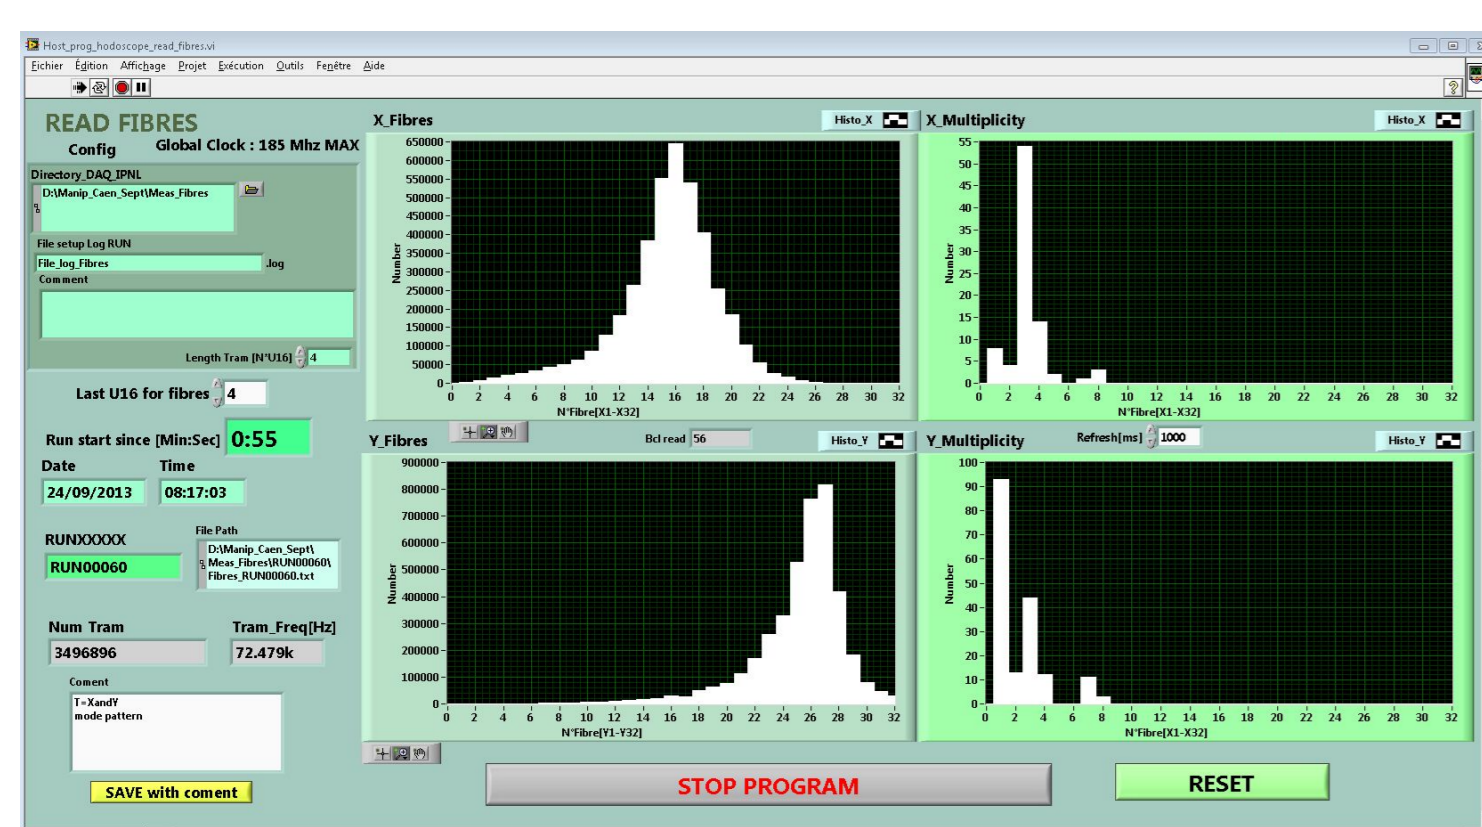 Host_prog_hodoscope_read_fibres.vi
Fichier Édition Affichage Projet Exécution Outils Fenêtre Aide
READ FIBRES
Config
Global Clock : 185 Mhz MAX
Directory_DAQ_IPNL
D:\Manip_Caen_Sept\Meas_Fibres
File setup Log RUN
File_log_Fibres
.log
Comment
Length Tram [N°U16] 4
Last U16 for fibres 4
Run start since [Min:Sec] 0:55
Date Time
24/09/2013 08:17:03
RUNXXXXX
RUN00060
File Path
D:\Manip_Caen_Sept\
Meas_Fibres\RUN00060\
Fibres_RUN00060.txt
Num Tram Tram_Freq[Hz]
3496896 72.479k
Coment
T=XandY
mode pattern
SAVE with coment
X_Fibres Histo_X
650000
600000
550000
500000
450000
400000
350000
300000
250000
200000
150000
100000
50000
0
Number
0 2 4 6 8 10 12 14 16 18 20 22 24 26 28 30 32
N°Fibre[X1-X32]
X_Multiplicity Histo_X
55
50
45
40
35
30
25
20
15
10
5
0
Number
0 2 4 6 8 10 12 14 16 18 20 22 24 26 28 30 32
N°Fibre[X1-X32]
Y_Fibres Bcl read 56 Histo_Y
900000
800000
700000
600000
500000
400000
300000
200000
100000
0
Number
0 2 4 6 8 10 12 14 16 18 20 22 24 26 28 30 32
N°Fibre[Y1-Y32]
Y_Multiplicity Refresh[ms] 1000 Histo_Y
100
90
80
70
60
50
40
30
20
10
0
Number
0 2 4 6 8 10 12 14 16 18 20 22 24 26 28 30 32
N°Fibre[X1-X32]
STOP PROGRAM
RESET